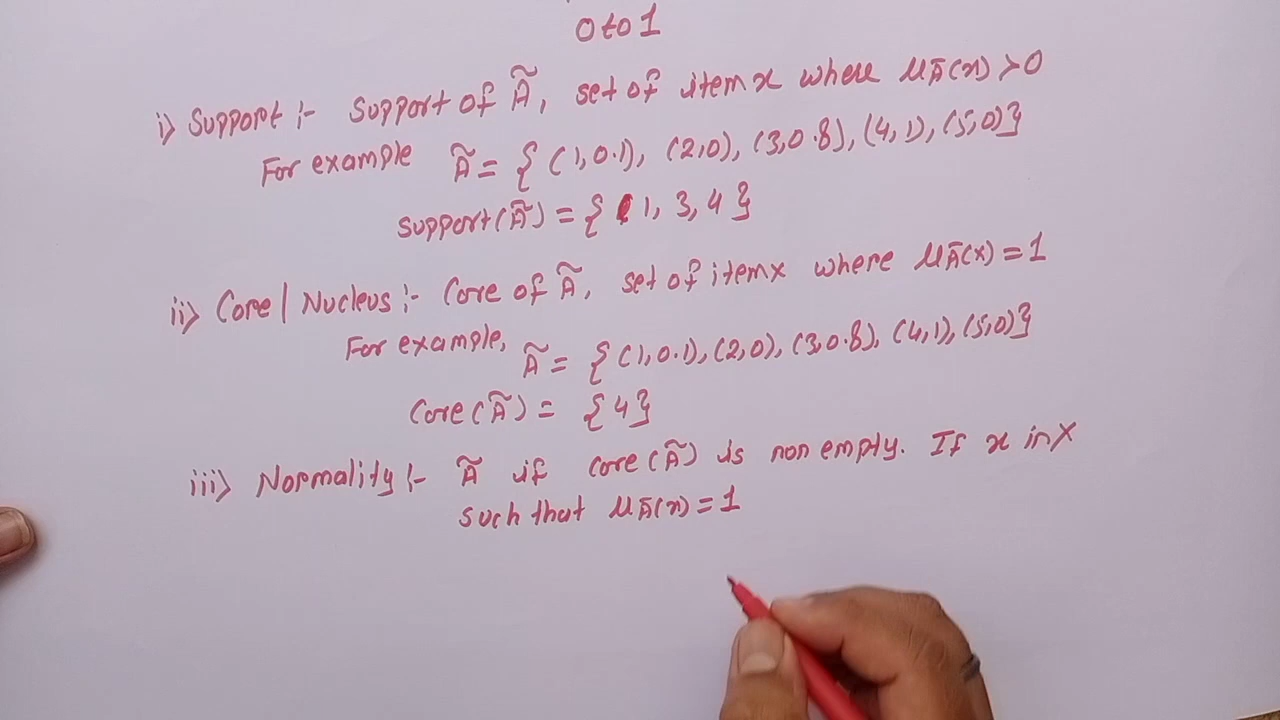 0 to 1
i) Support :- Support of Ã, set of item x where μÃ(x) > 0
For example Ã = { (1, 0.1), (2,0), (3,0.8), (4,1), (5,0)}
Support(Ã) = { 1, 3, 4 }
ii) Core | Nucleus :- Core of Ã, set of item x where μÃ(x) = 1
For example, Ã = { (1, 0.1), (2,0), (3,0.8), (4,1), (5,0)}
Core(Ã) = {4}
iii) Normality :- Ã if core(Ã) is non empty. If x in X
such that μÃ(x) = 1